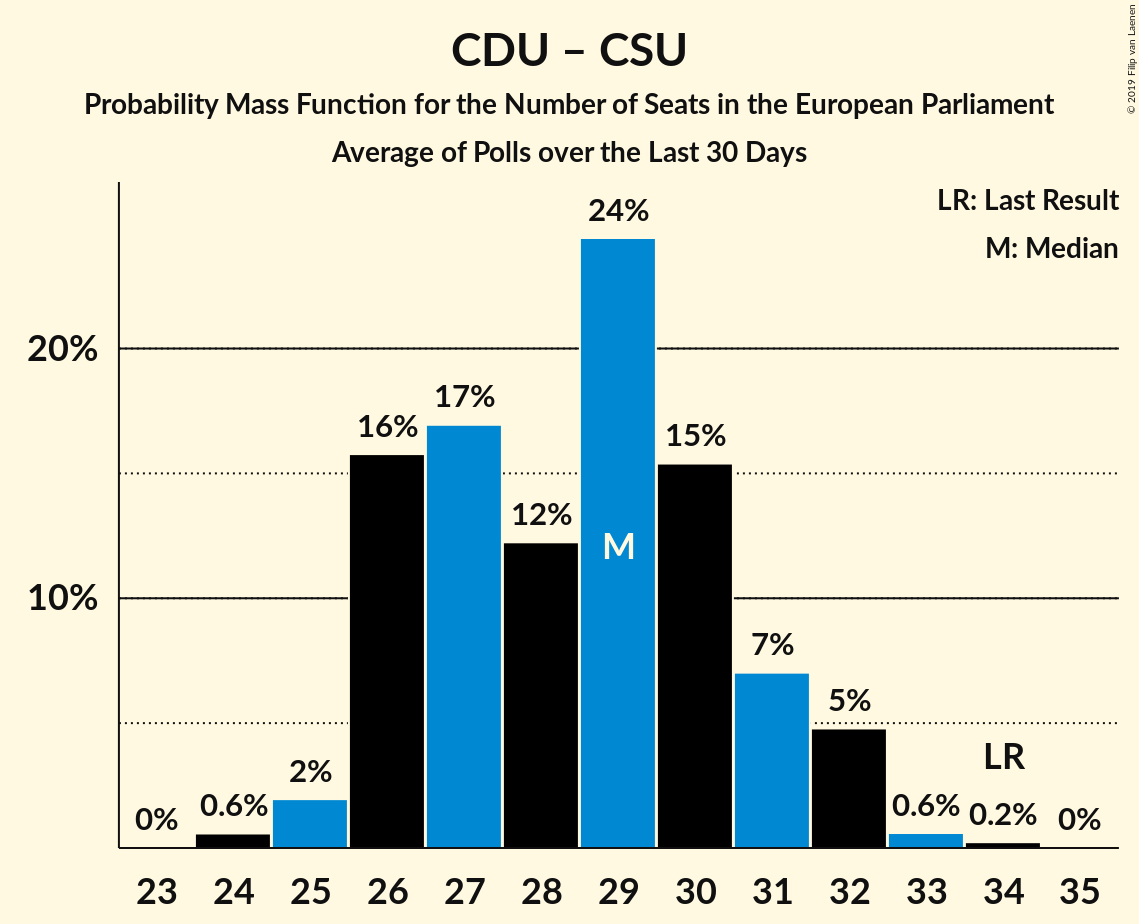 CDU – CSU
Probability Mass Function for the Number of Seats in the European Parliament
Average of Polls over the Last 30 Days
© 2019 Filip van Laenen
LR: Last Result
M: Median
24%
20%
17%
16%
15%
12%
M
10%
7%
5%
LR
2%
0%
0.6%
0.6%
0.2%
0%
23 24 25 26 27 28 29 30 31 32 33 34 35